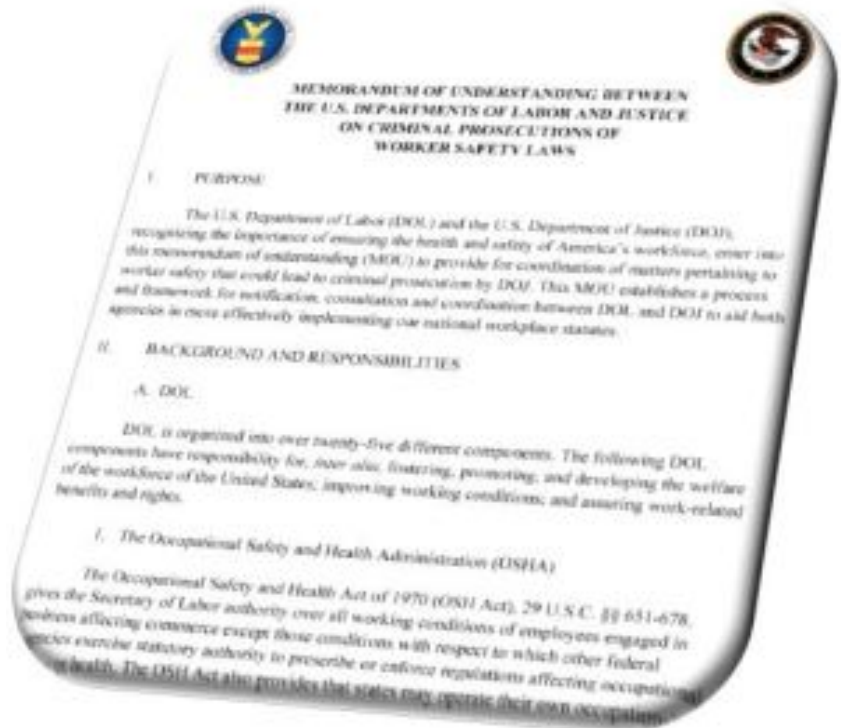 MEMORANDUM OF UNDERSTANDING BETWEEN
THE U.S. DEPARTMENTS OF LABOR AND JUSTICE
ON CRIMINAL PROSECUTIONS OF
WORKER SAFETY LAWS
I. PURPOSE
The U.S. Department of Labor (DOL) and the U.S. Department of Justice (DOJ),
recognizing the importance of ensuring the health and safety of America's workforce, enter into
this memorandum of understanding (MOU) to provide for coordination of matters pertaining to
worker safety that could lead to criminal prosecution by DOJ. This MOU establishes a process
and framework for notification, consultation and coordination between DOL and DOJ to aid both
agencies in more effectively implementing our national workplace statutes.
II. BACKGROUND AND RESPONSIBILITIES
A. DOL
DOL is organized into over twenty-five different components. The following DOL
components have responsibility for, inter alia, fostering, promoting, and developing the welfare
of the workforce of the United States; improving working conditions; and assuring work-related
benefits and rights.
1. The Occupational Safety and Health Administration (OSHA)
The Occupational Safety and Health Act of 1970 (OSH Act), 29 U.S.C. §§ 651-678,
gives the Secretary of Labor authority over all working conditions of employees engaged in
business affecting commerce except those conditions with respect to which other federal
agencies exercise statutory authority to prescribe or enforce regulations affecting occupational
health. The OSH Act also provides that states may operate their own occupation